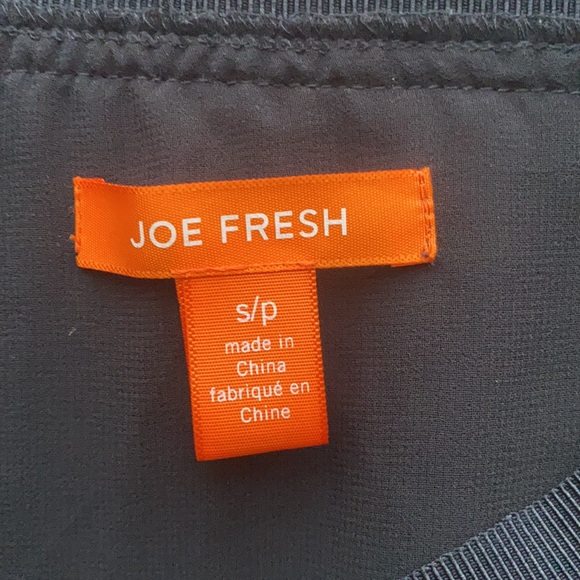 JOE FRESH
s/p
made in
China
fabriqué en
Chine